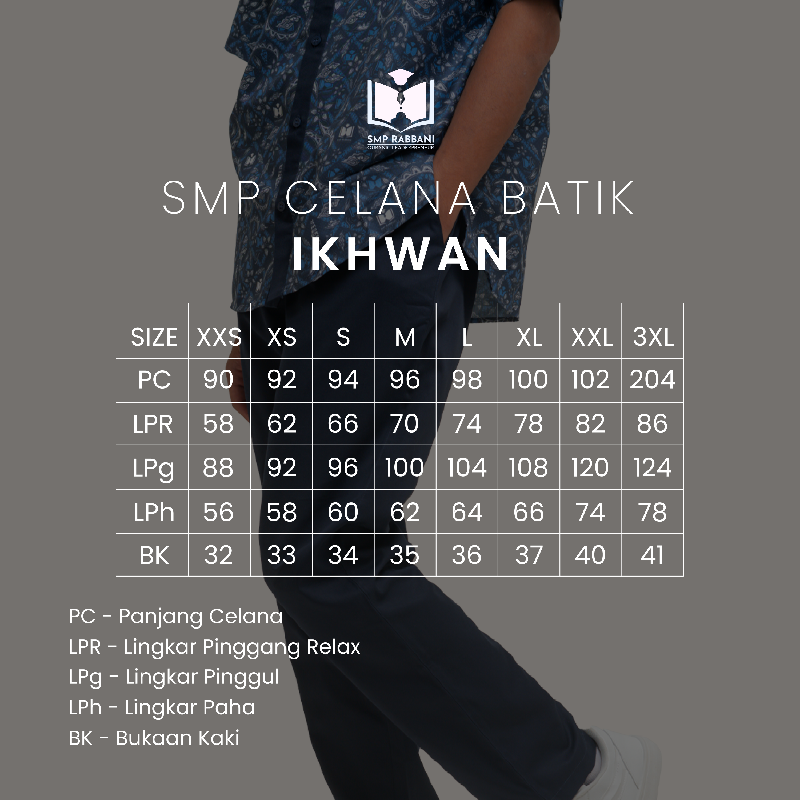 SMP RABBANI
SMP CELANA BATIK
IKHWAN
SIZE XXS XS S M L XL XXL 3XL
PC 90 92 94 96 98 100 102 204
LPR 58 62 66 70 74 78 82 86
LPg 88 92 96 100 104 108 120 124
LPh 56 58 60 62 64 66 74 78
BK 32 33 34 35 36 37 40 41
PC - Panjang Celana
LPR - Lingkar Pinggang Relax
LPg - Lingkar Pinggul
LPh - Lingkar Paha
BK - Bukaan Kaki